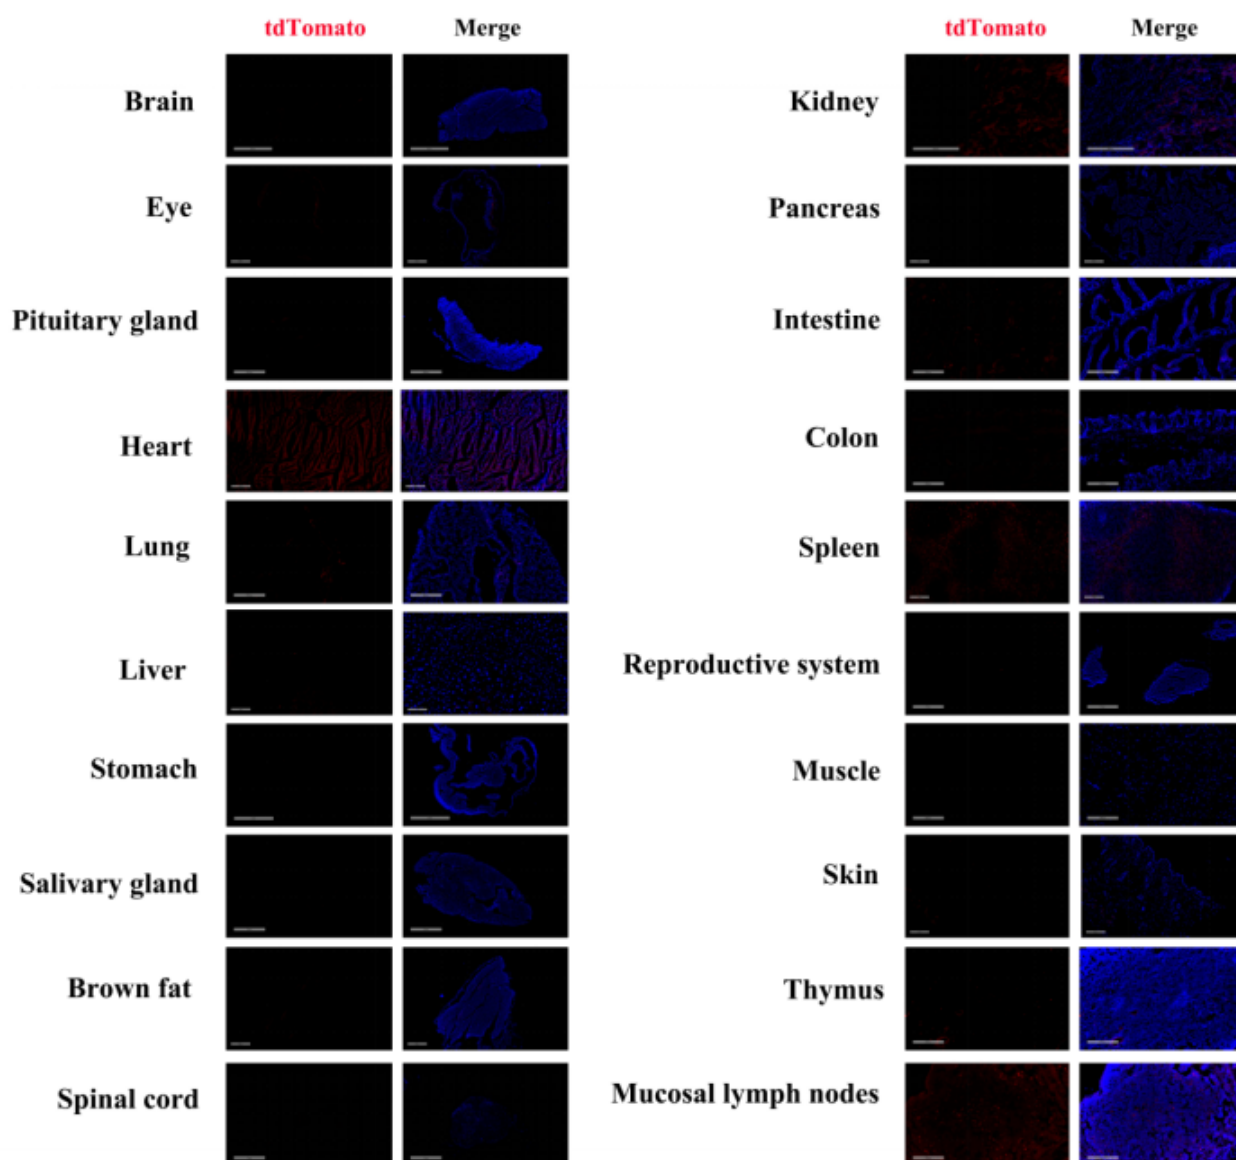 tdTomato Merge tdTomato Merge
Brain Kidney
Eye Pancreas
Pituitary gland Intestine
Heart Colon
Lung Spleen
Liver Reproductive system
Stomach Muscle
Salivary gland Skin
Brown fat Thymus
Spinal cord Mucosal lymph nodes